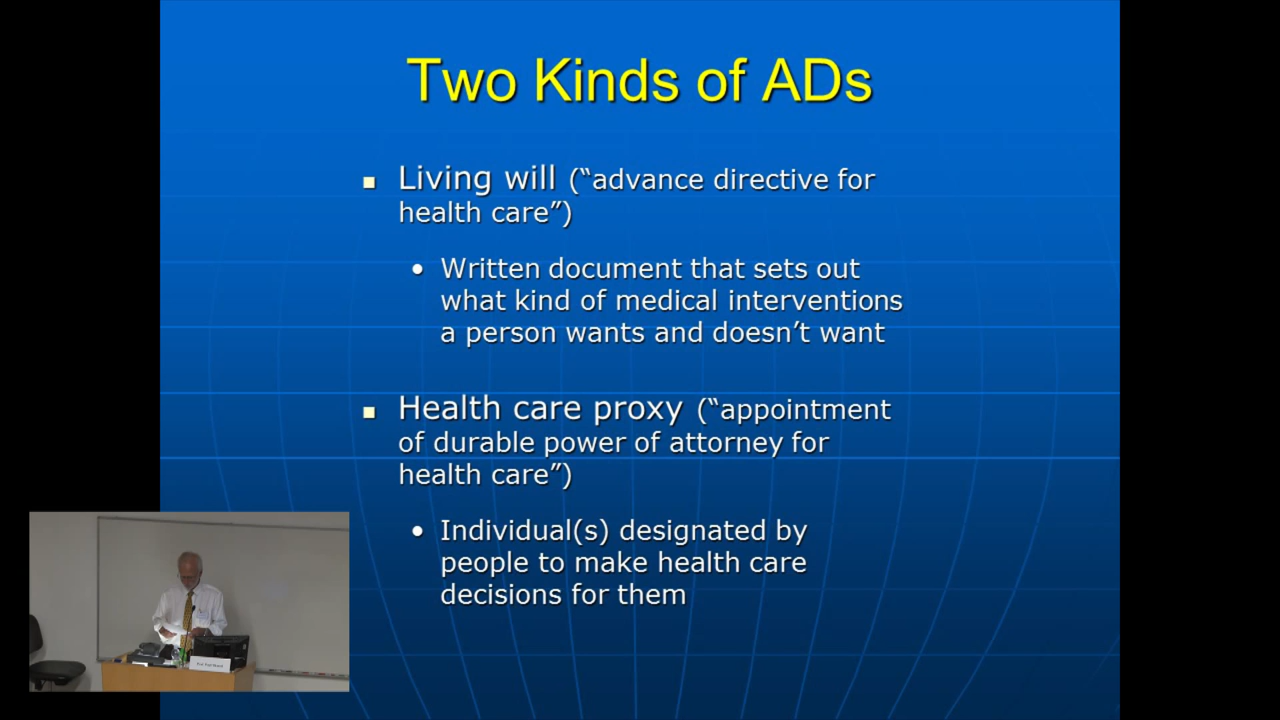 Two Kinds of ADs
Living will (“advance directive for
health care”)
Written document that sets out
what kind of medical interventions
a person wants and doesn’t want
Health care proxy (“appointment
of durable power of attorney for
health care”)
Individual(s) designated by
people to make health care
decisions for them